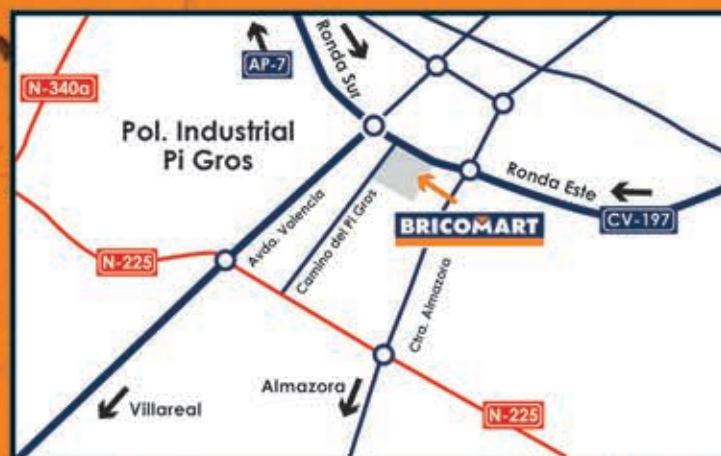 AP-7
Ronda Sur
N-340a
Pol. Industrial
Pi Gros
Ronda Este
CV-197
BRICOMART
Avda. Valencia
Camino del Pi Gros
Ctra. Almazora
N-225
Almazora
Villareal
N-225